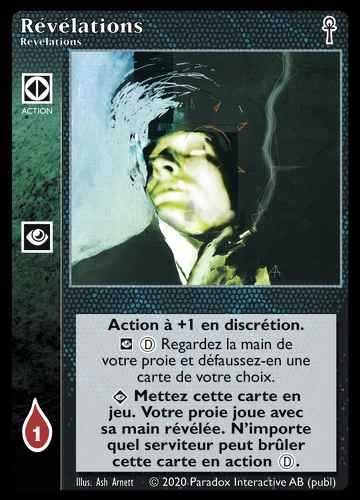 Révélations
Revelations
ACTION
Action à +1 en discrétion.
D Regardez la main de
votre proie et défaussez-en une
carte de votre choix.
Mettez cette carte en
jeu. Votre proie joue avec
sa main révélée. N'importe
quel serviteur peut brûler
cette carte en action D.
1
Illus. Ash Arnett © 2020 Paradox Interactive AB (publ)